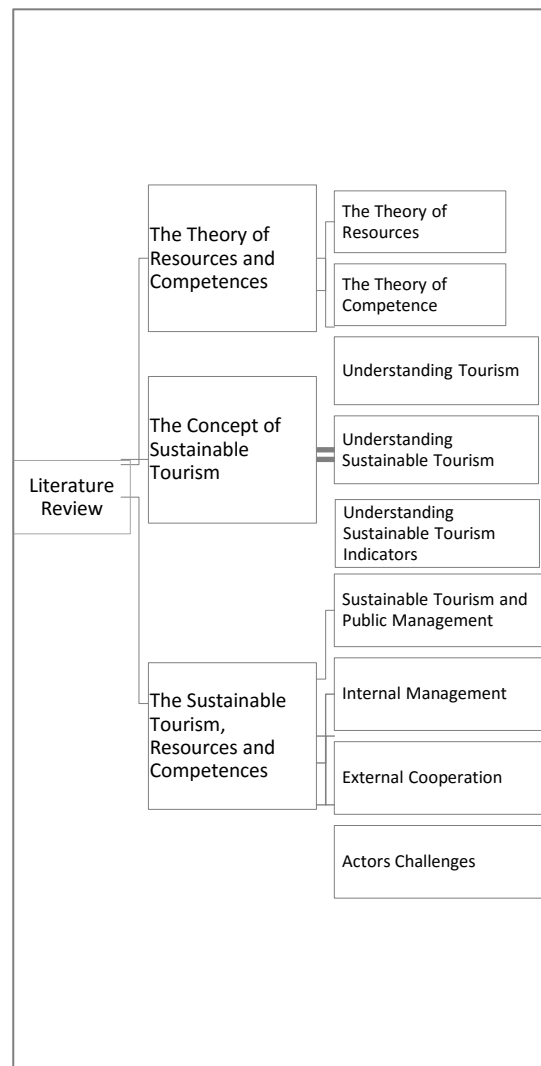 Literature
Review
The Theory of
Resources and
Competences
The Theory of
Resources
The Theory of
Competence
The Concept of
Sustainable
Tourism
Understanding Tourism
Understanding
Sustainable Tourism
Understanding
Sustainable Tourism
Indicators
The Sustainable
Tourism,
Resources and
Competences
Sustainable Tourism and
Public Management
Internal Management
External Cooperation
Actors Challenges